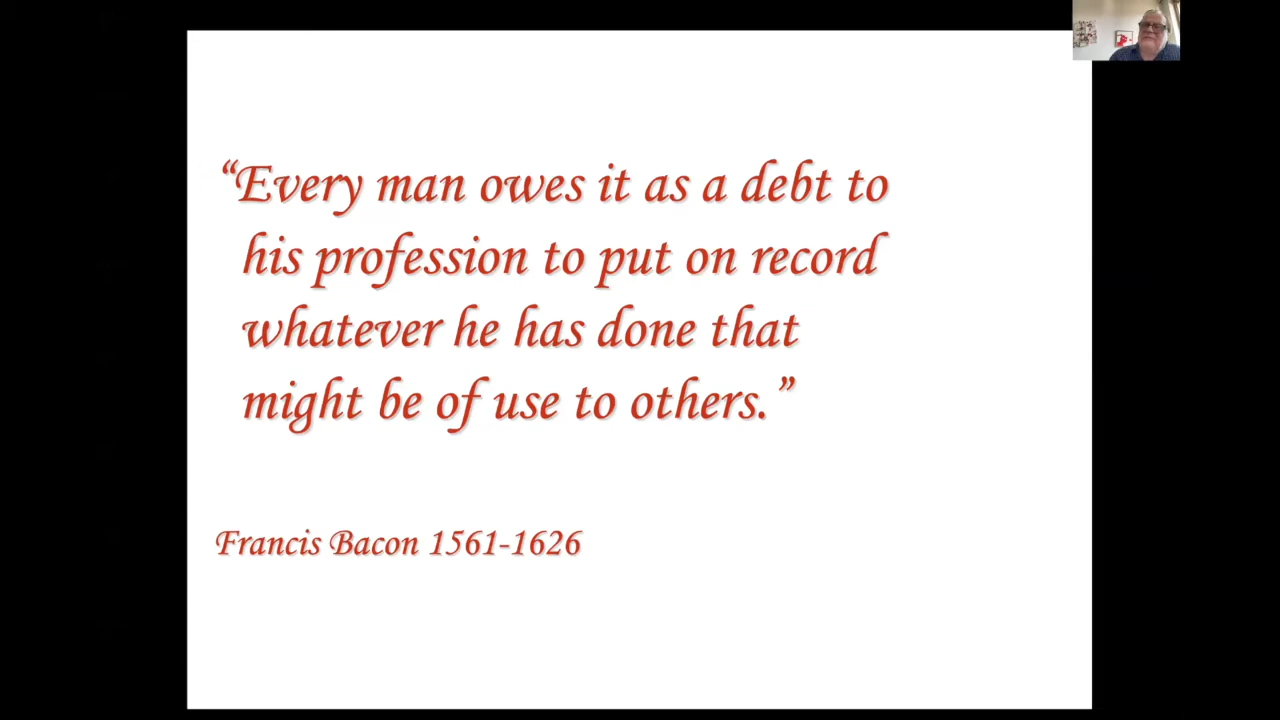 “Every man owes it as a debt to
his profession to put on record
whatever he has done that
might be of use to others.”
Francis Bacon 1561-1626